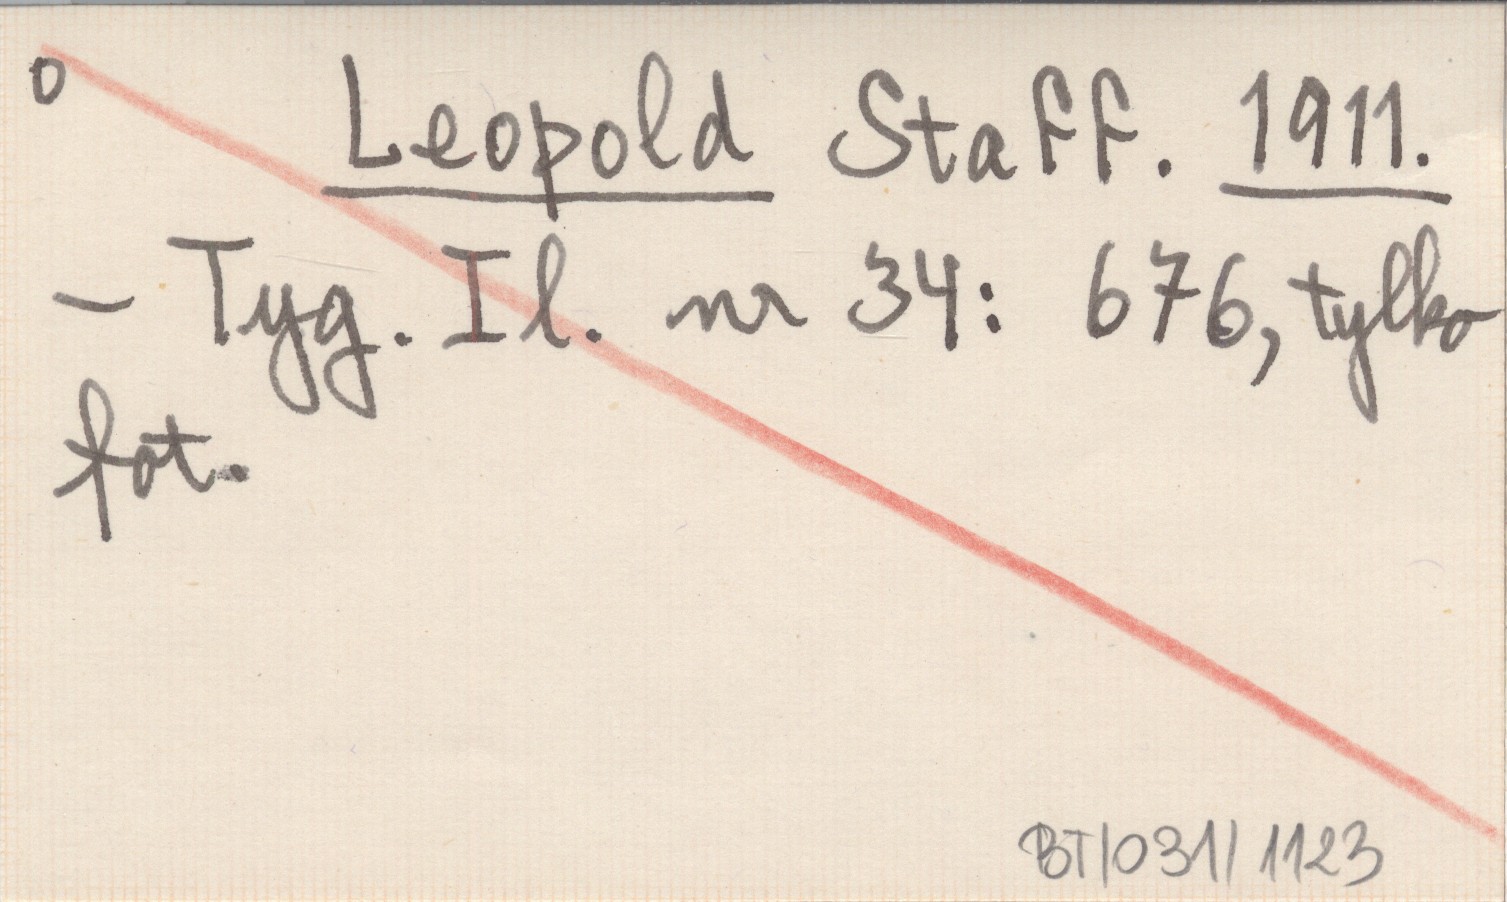 o
Leopold Staff. 1911.
- Tyg. Il. nr 34: 676, tylko
fot.
BT/031/1123